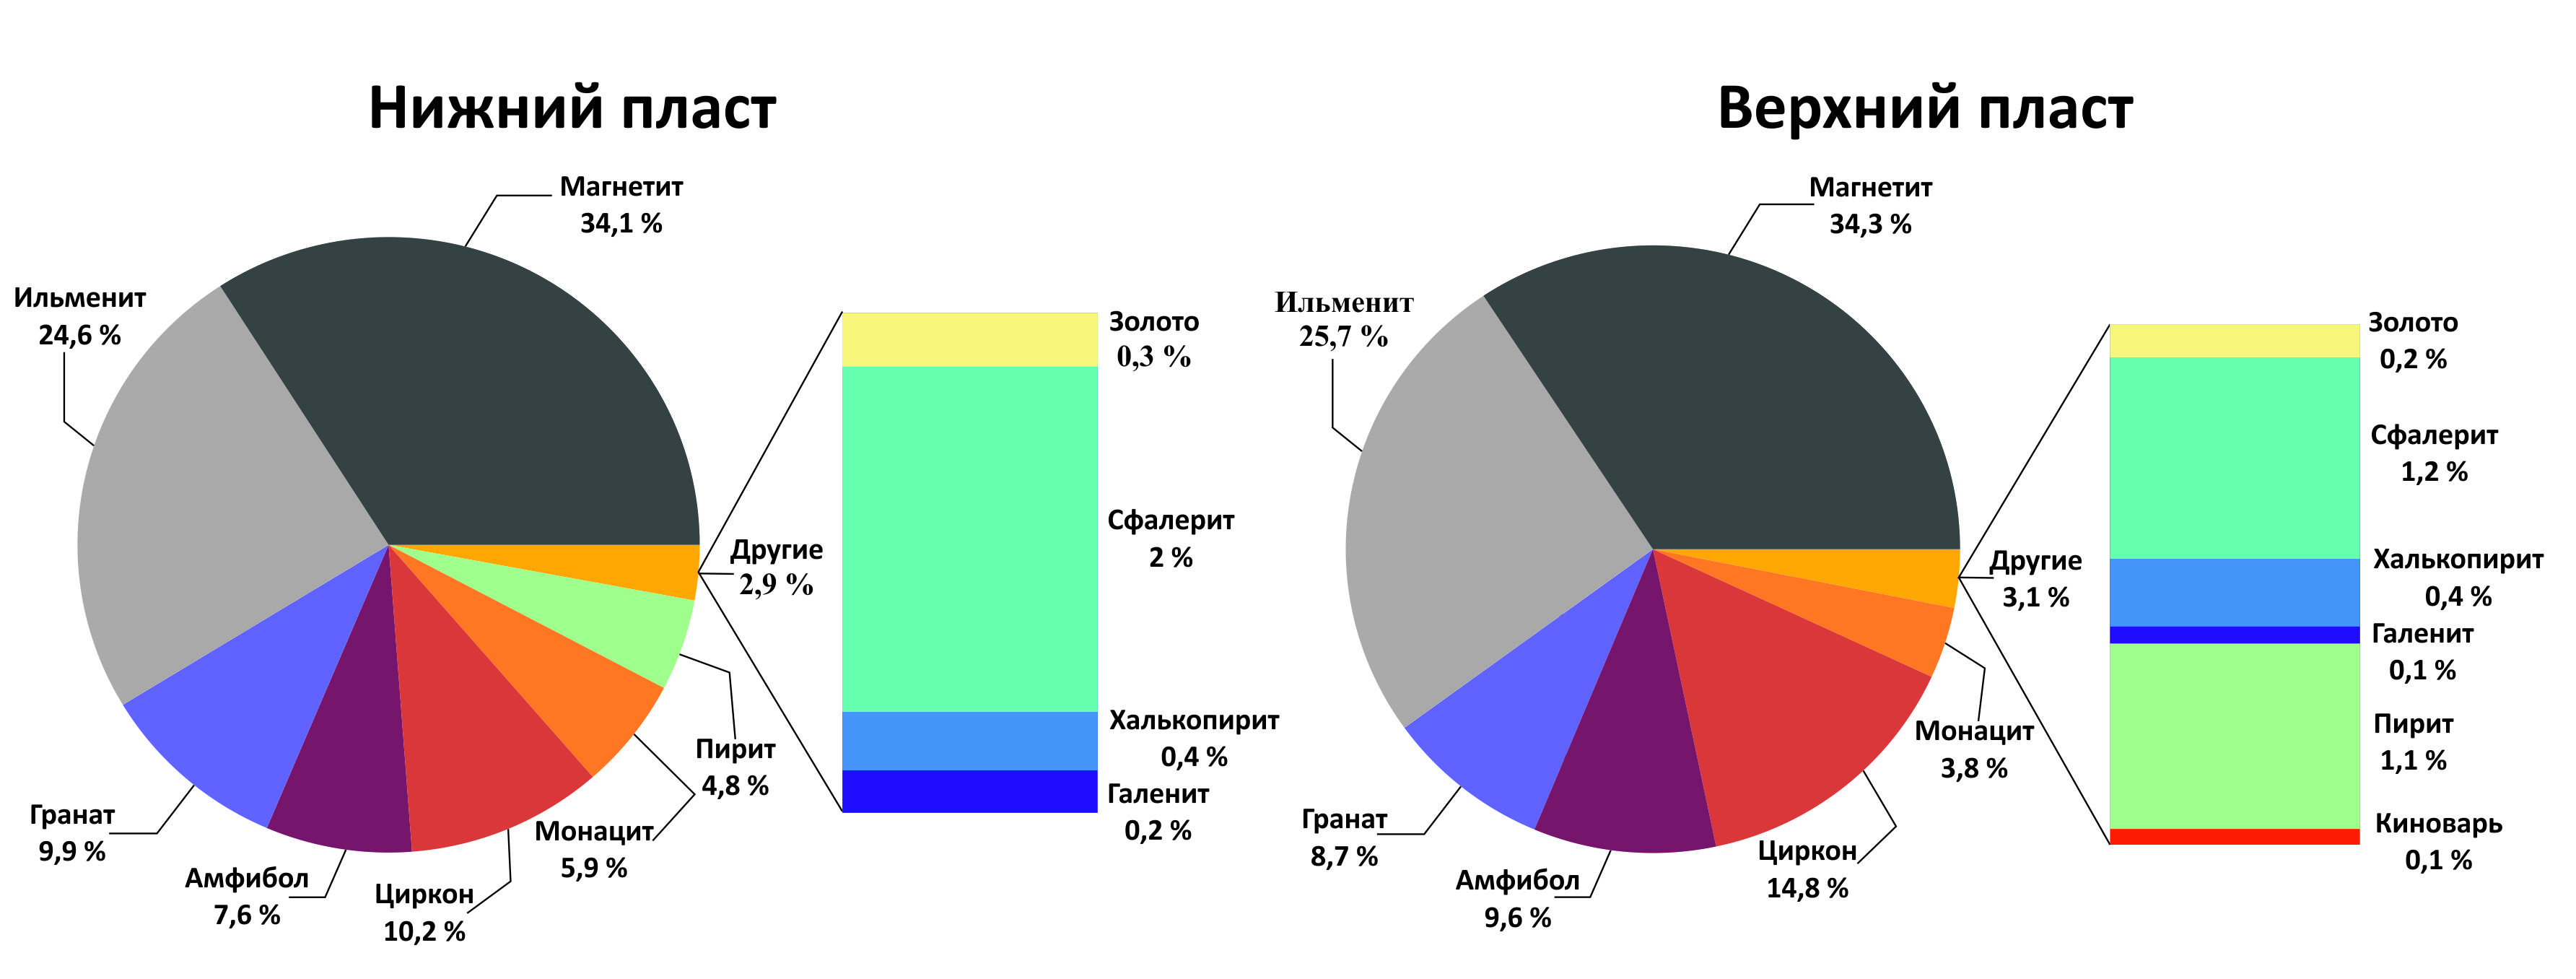 Нижний пласт
Магнетит
34,1 %
Ильменит
24,6 %
Гранат
9,9 %
Амфибол
7,6 %
Циркон
10,2 %
Монацит
5,9 %
Пирит
4,8 %
Другие
2,9 %
Золото
0,3 %
Сфалерит
2 %
Халькопирит
0,4 %
Галенит
0,2 %
Верхний пласт
Магнетит
34,3 %
Ильменит
25,7 %
Гранат
8,7 %
Амфибол
9,6 %
Циркон
14,8 %
Монацит
3,8 %
Другие
3,1 %
Золото
0,2 %
Сфалерит
1,2 %
Халькопирит
0,4 %
Галенит
0,1 %
Пирит
1,1 %
Киноварь
0,1 %